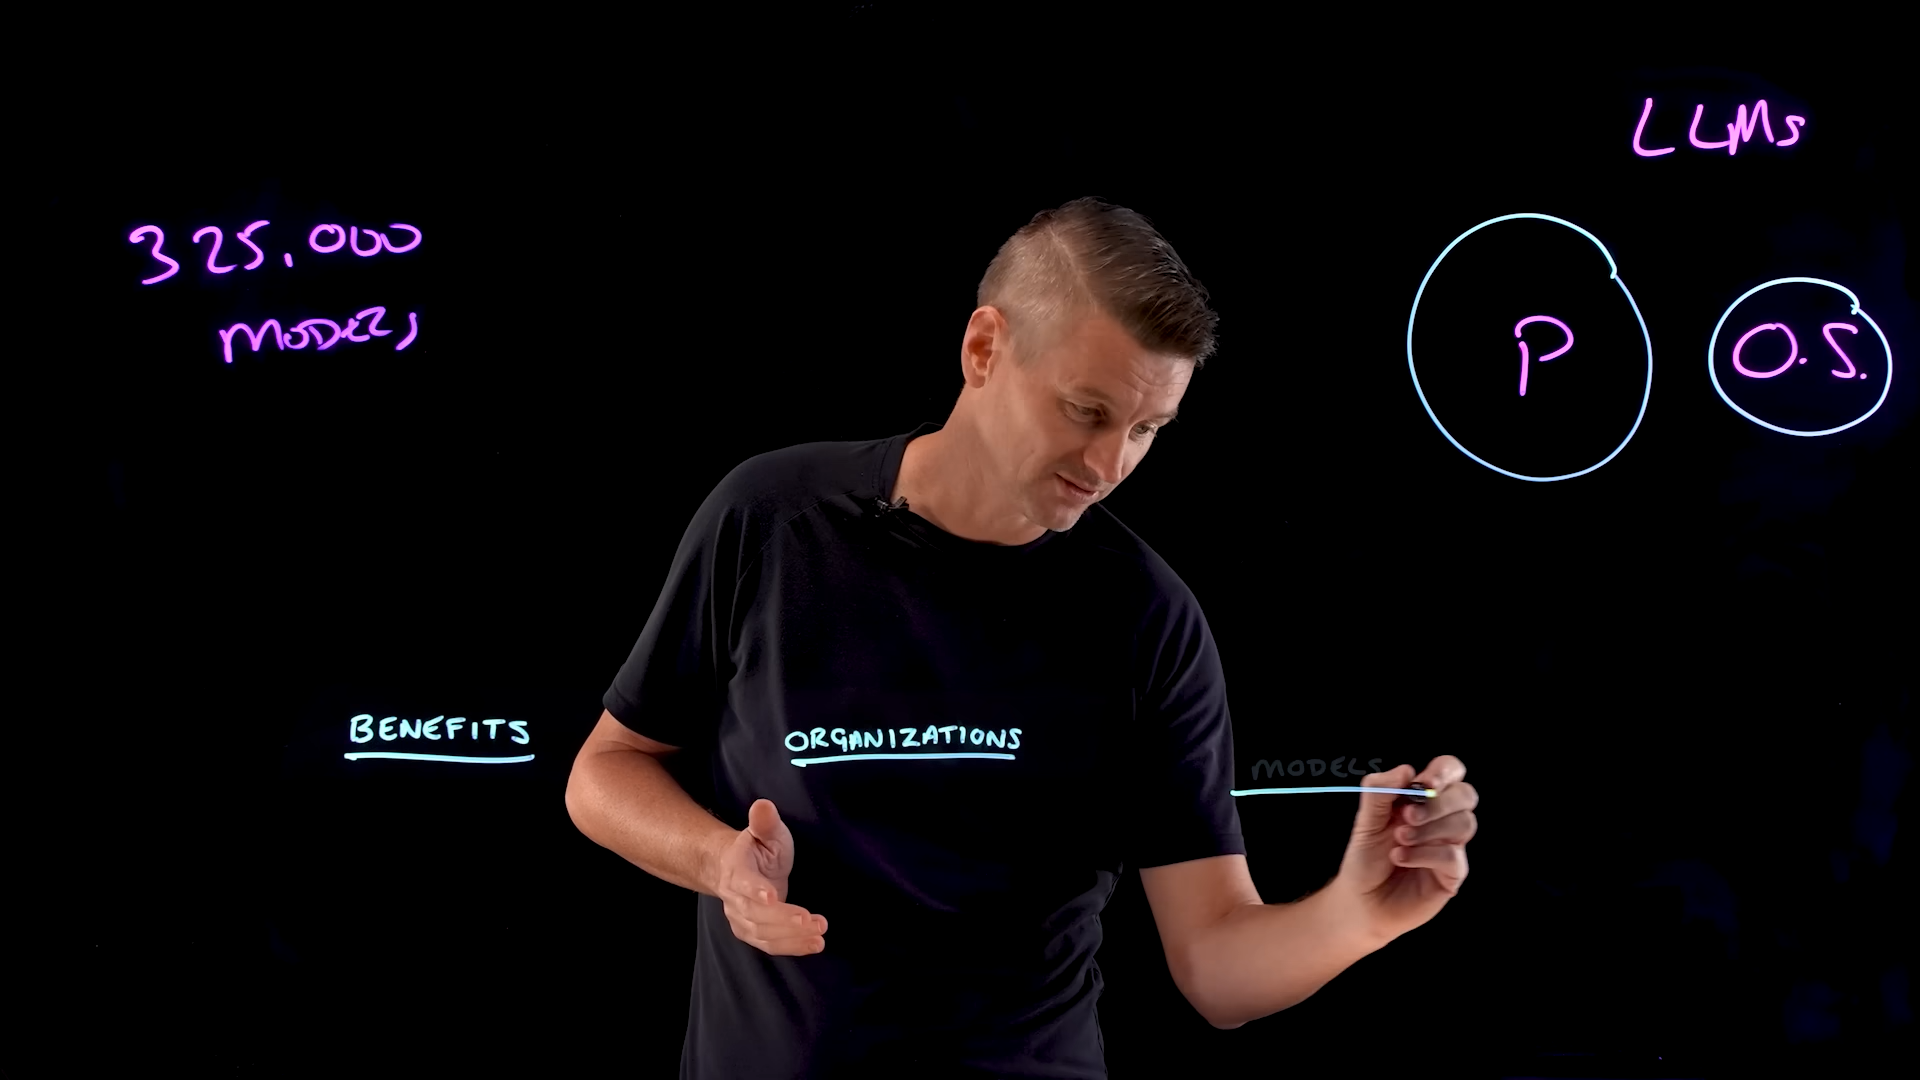 LLMs
325,000
MODELS
P
O.S.
BENEFITS
ORGANIZATIONS
MODELS